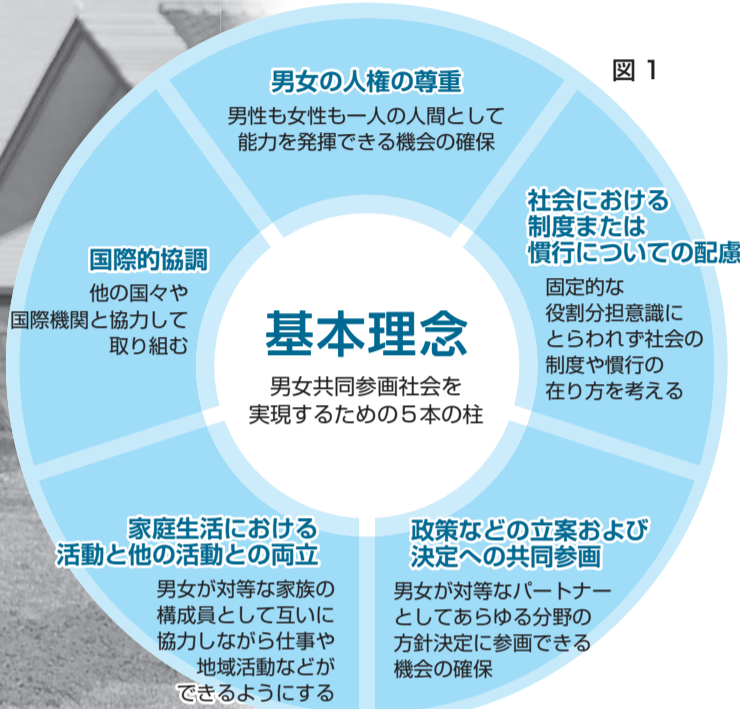 図 1
男女の人権の尊重
男性も女性も一人の人間として
能力を発揮できる機会の確保
社会における
制度または
慣行についての配慮
固定的な
役割分担意識に
とらわれず社会の
制度や慣行の
在り方を考える
政策などの立案および
決定への共同参画
男女が対等なパートナー
としてあらゆる分野の
方針決定に参画できる
機会の確保
家庭生活における
活動と他の活動との両立
男女が対等な家族の
構成員として互いに
協力しながら仕事や
地域活動などが
できるようにする
国際的協調
他の国々や
国際機関と協力して
取り組む
基本理念
男女共同参画社会を
実現するための5本の柱